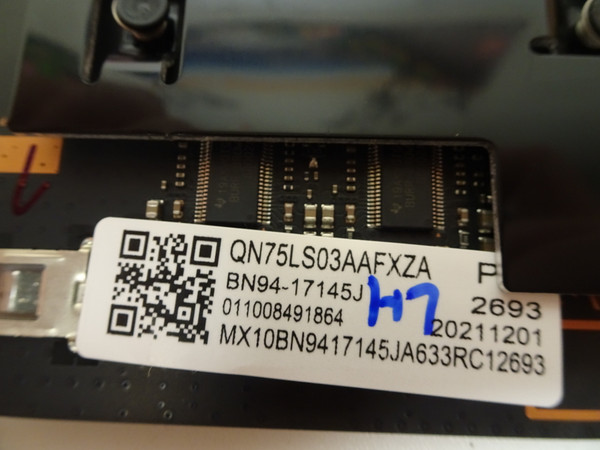 QN75LS03AAFXZA P
BN94-17145J 2693
011008491864 H7 20211201
MX10BN9417145JA633RC12693